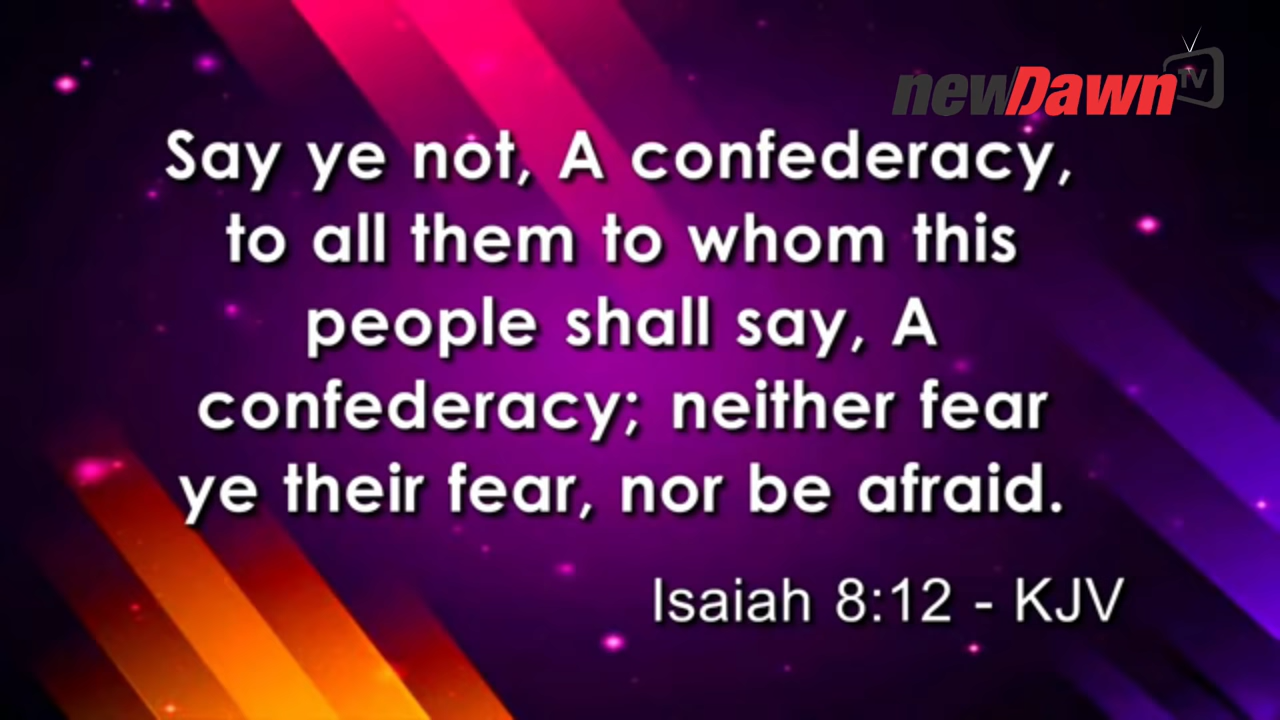 newDawn TV
Say ye not, A confederacy,
to all them to whom this
people shall say, A
confederacy; neither fear
ye their fear, nor be afraid.
Isaiah 8:12 - KJV